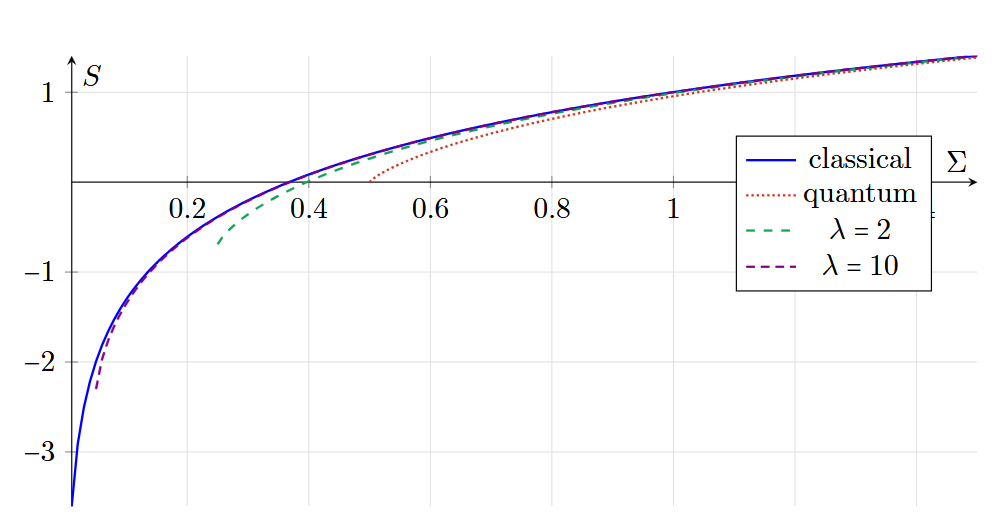 S
1
Σ
0.2 0.4 0.6 0.8 1
−1
−2
−3
classical
quantum
λ = 2
λ = 10